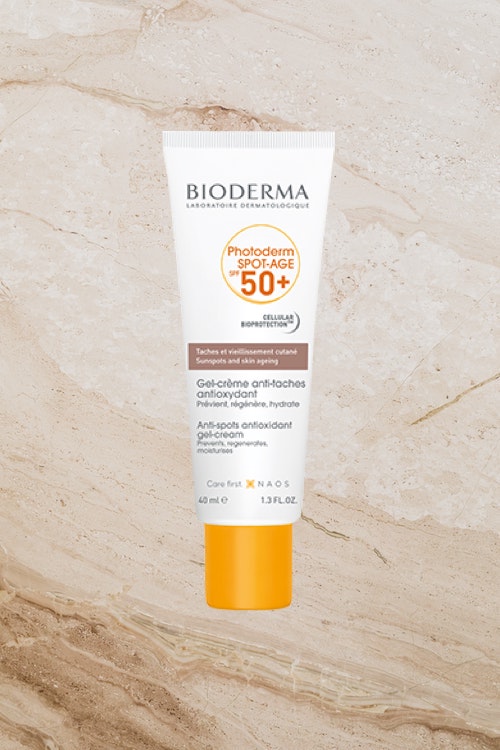 BIODERMA
LABORATOIRE DERMATOLOGIQUE
Photoderm
SPOT-AGE
SPF 50+
CELLULAR
BIOPROTECTION™
Taches et vieillissement cutané
Sunspots and skin ageing
Gel-crème anti-taches
antioxydant
Prévient, régénère, hydrate
Anti-spots antioxidant
gel-cream
Prevents, regenerates,
moisturises
Care first. NAOS
40 ml ℮ 1.3 FL.OZ.